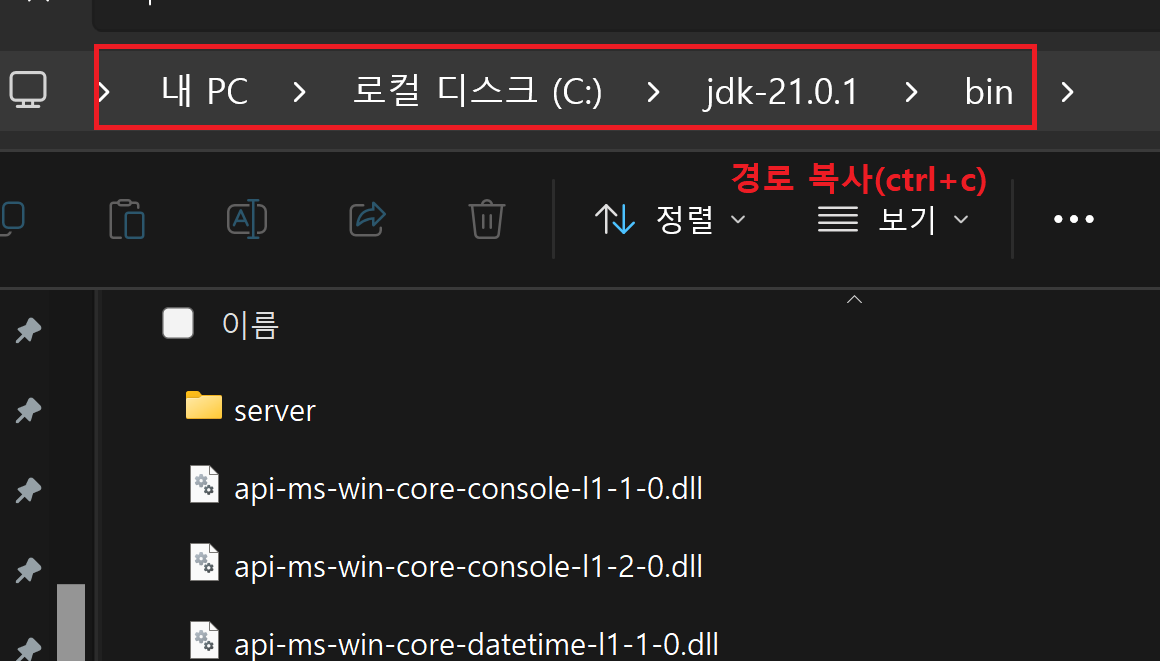 내 PC > 로컬 디스크 (C:) > jdk-21.0.1 > bin >
경로 복사(ctrl+c)
정렬 보기
이름
server
api-ms-win-core-console-l1-1-0.dll
api-ms-win-core-console-l1-2-0.dll
api-ms-win-core-datetime-l1-1-0.dll